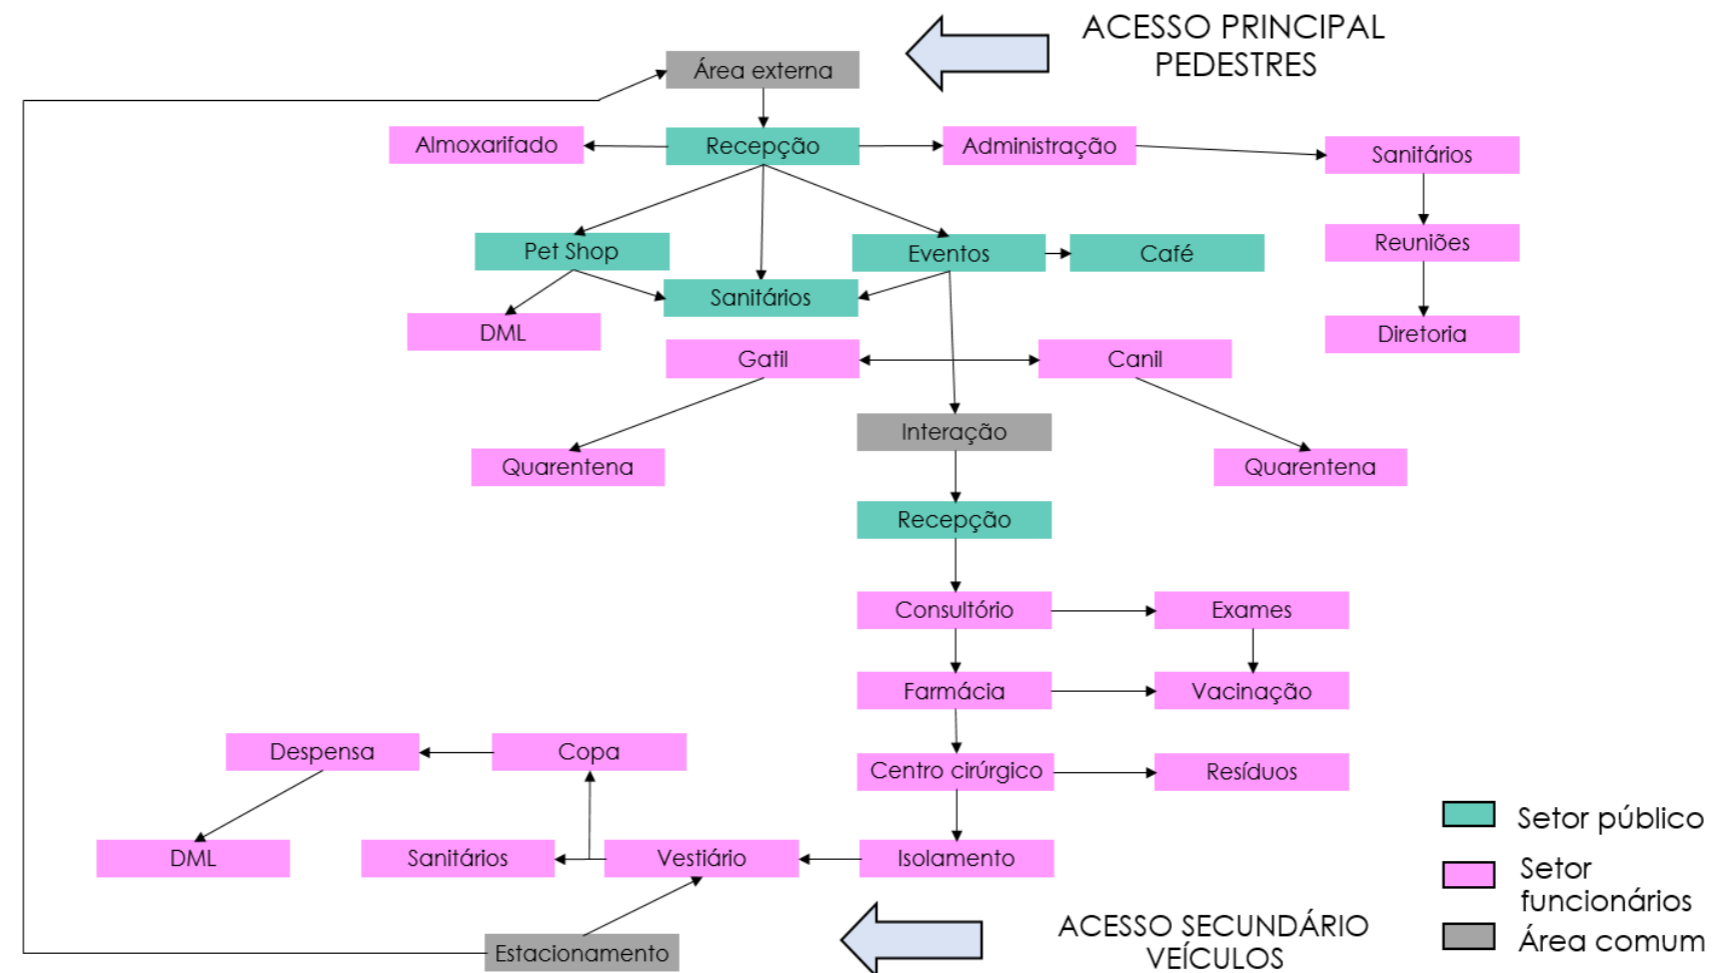 ACESSO PRINCIPAL
PEDESTRES
Área externa
Almoxarifado
Recepção
Administração
Sanitários
Pet Shop
Eventos
Café
Reuniões
Sanitários
DML
Diretoria
Gatil
Canil
Interação
Quarentena
Quarentena
Recepção
Consultório
Exames
Farmácia
Vacinação
Despensa
Copa
Centro cirúrgico
Resíduos
DML
Sanitários
Vestiário
Isolamento
Estacionamento
ACESSO SECUNDÁRIO
VEÍCULOS
Setor público
Setor
funcionários
Área comum